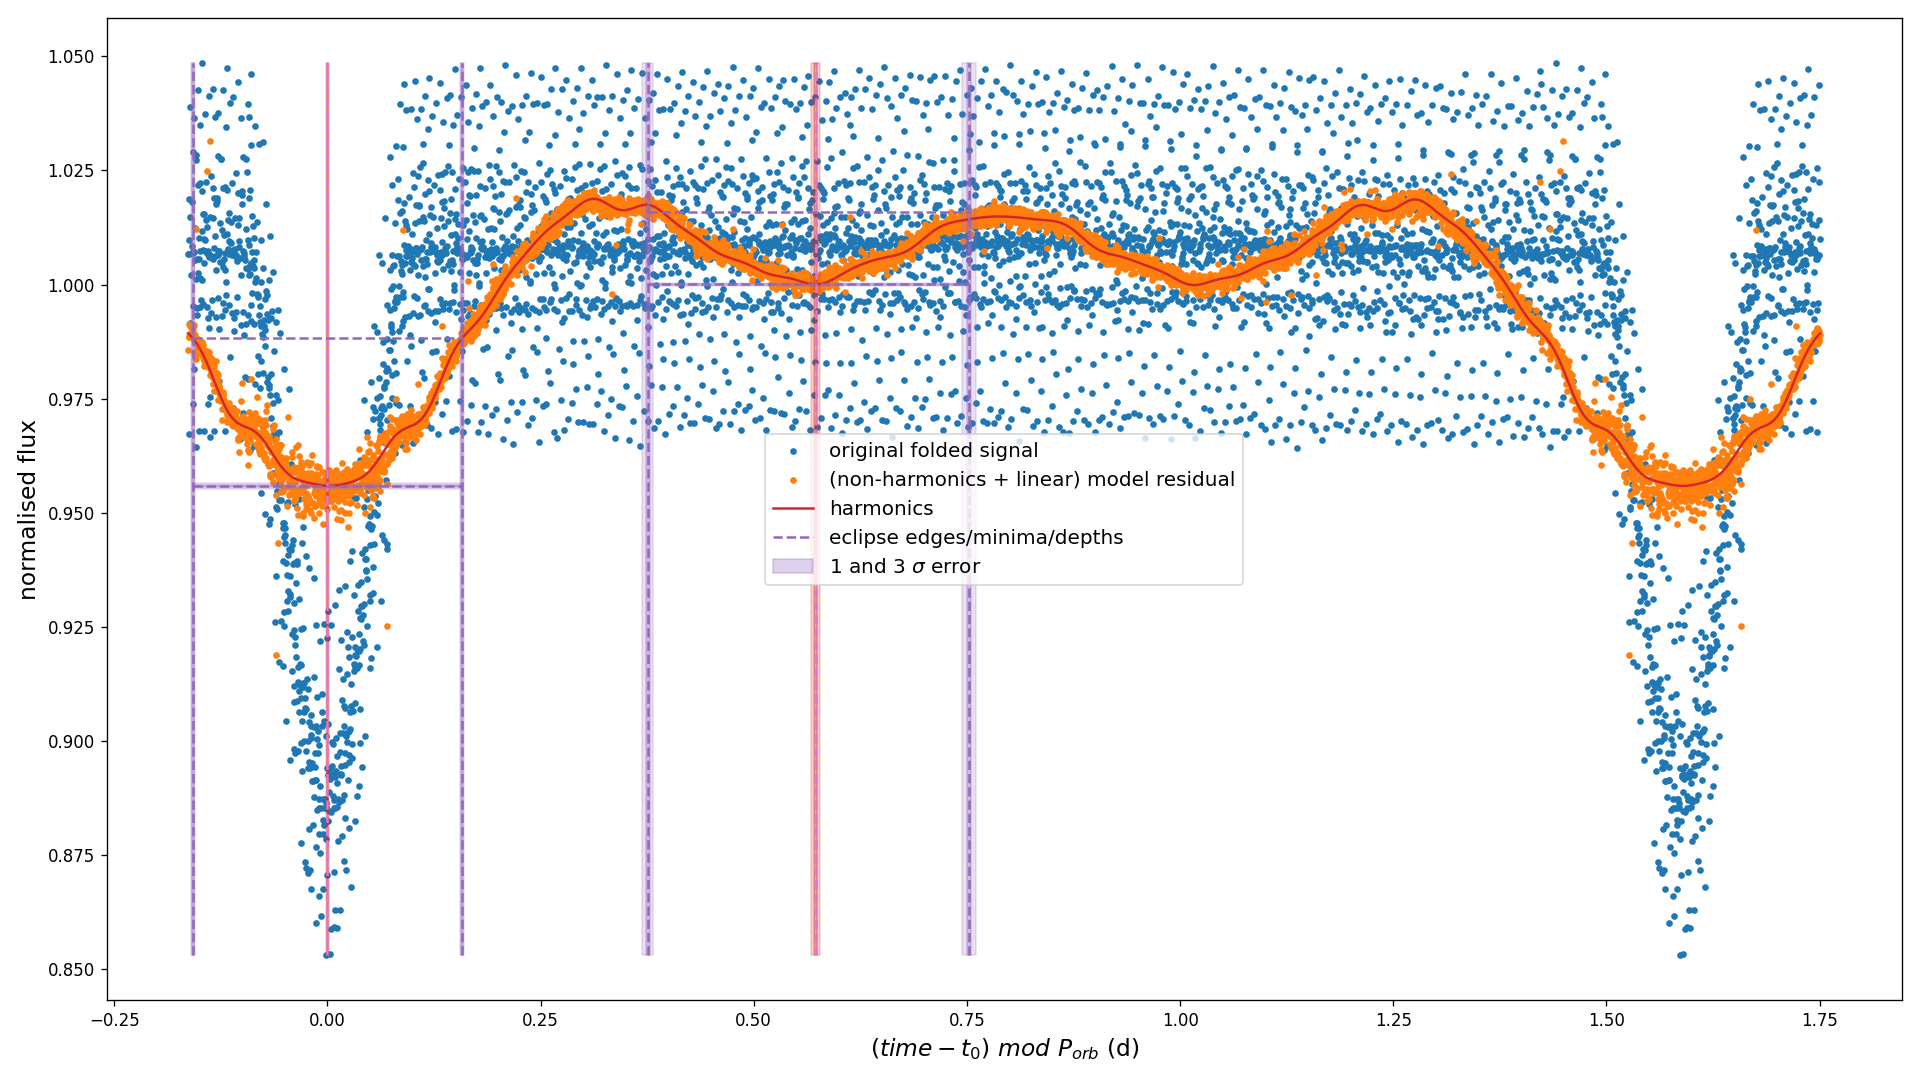 normalised flux
1.050
1.025
1.000
0.975
0.950
0.925
0.900
0.875
0.850
original folded signal
(non-harmonics + linear) model residual
harmonics
eclipse edges/minima/depths
1 and 3 σ error
−0.25 0.00 0.25 0.50 0.75 1.00 1.25 1.50 1.75
(time − t₀) mod P_orb (d)